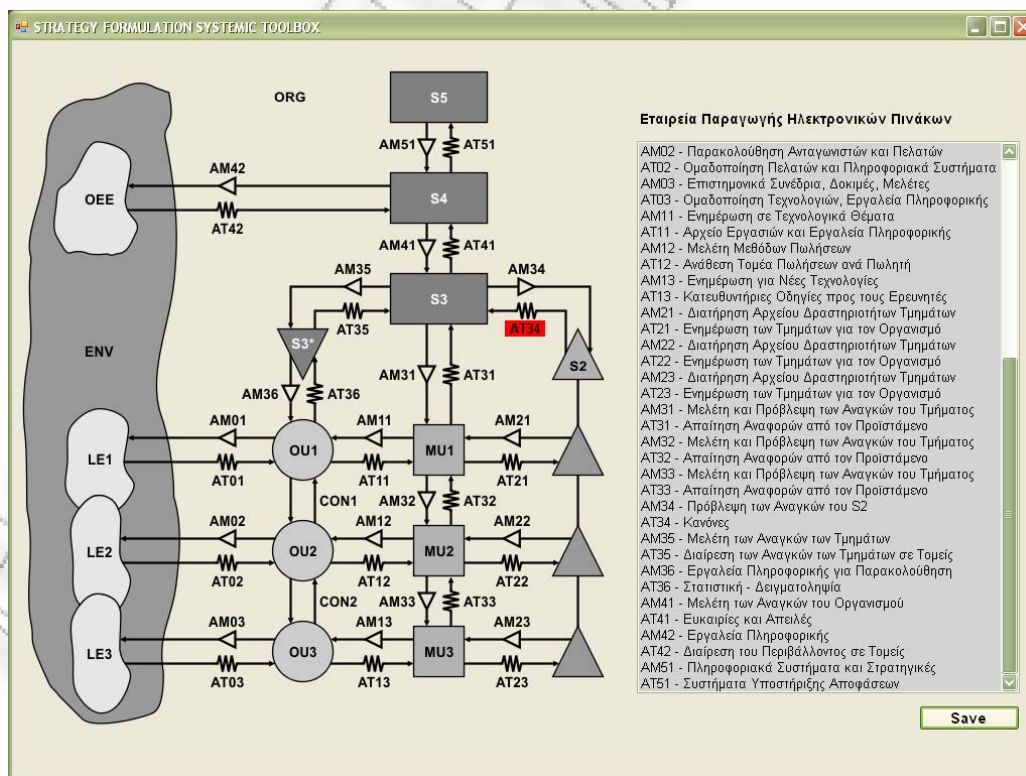 STRATEGY FORMULATION SYSTEMIC TOOLBOX
ORG
S5
AM51
AT51
AM42
OEE
S4
AT42
AM41
AT41
AM35
AM34
S3
AT35
AT34
S3*
S2
ENV
AM36
AT36
AM31
AT31
AM01
AM11
AM21
LE1
OU1
MU1
AT01
AT11
AT21
CON1
AM32
AT32
AM02
AM12
AM22
LE2
OU2
MU2
AT02
AT12
AT22
CON2
AM33
AT33
AM03
AM13
AM23
LE3
OU3
MU3
AT03
AT13
AT23
Εταιρεία Παραγωγής Ηλεκτρονικών Πινάκων
AM02 - Παρακολούθηση Ανταγωνιστών και Πελατών
AT02 - Ομαδοποίηση Πελατών και Πληροφοριακά Συστήματα
AM03 - Επιστημονικά Συνέδρια, Δοκιμές, Μελέτες
AT03 - Ομαδοποίηση Τεχνολογιών, Εργαλεία Πληροφορικής
AM11 - Ενημέρωση σε Τεχνολογικά Θέματα
AT11 - Αρχείο Εργασιών και Εργαλεία Πληροφορικής
AM12 - Μελέτη Μεθόδων Πωλήσεων
AT12 - Ανάθεση Τομέα Πωλήσεων ανά Πωλητή
AM13 - Ενημέρωση για Νέες Τεχνολογίες
AT13 - Κατευθυντήριες Οδηγίες προς τους Ερευνητές
AM21 - Διατήρηση Αρχείου Δραστηριοτήτων Τμημάτων
AT21 - Ενημέρωση των Τμημάτων για τον Οργανισμό
AM22 - Διατήρηση Αρχείου Δραστηριοτήτων Τμημάτων
AT22 - Ενημέρωση των Τμημάτων για τον Οργανισμό
AM23 - Διατήρηση Αρχείου Δραστηριοτήτων Τμημάτων
AT23 - Ενημέρωση των Τμημάτων για τον Οργανισμό
AM31 - Μελέτη και Πρόβλεψη των Αναγκών του Τμήματος
AT31 - Απαίτηση Αναφορών από τον Προϊστάμενο
AM32 - Μελέτη και Πρόβλεψη των Αναγκών του Τμήματος
AT32 - Απαίτηση Αναφορών από τον Προϊστάμενο
AM33 - Μελέτη και Πρόβλεψη των Αναγκών του Τμήματος
AT33 - Απαίτηση Αναφορών από τον Προϊστάμενο
AM34 - Πρόβλεψη των Αναγκών του S2
AT34 - Κανόνες
AM35 - Μελέτη των Αναγκών των Τμημάτων
AT35 - Διαίρεση των Αναγκών των Τμημάτων σε Τομείς
AM36 - Εργαλεία Πληροφορικής για Παρακολούθηση
AT36 - Στατιστική - Δειγματοληψία
AM41 - Μελέτη των Αναγκών του Οργανισμού
AT41 - Ευκαιρίες και Απειλές
AM42 - Εργαλεία Πληροφορικής
AT42 - Διαίρεση του Περιβάλλοντος σε Τομείς
AM51 - Πληροφοριακά Συστήματα και Στρατηγικές
AT51 - Συστήματα Υποστήριξης Αποφάσεων
Save